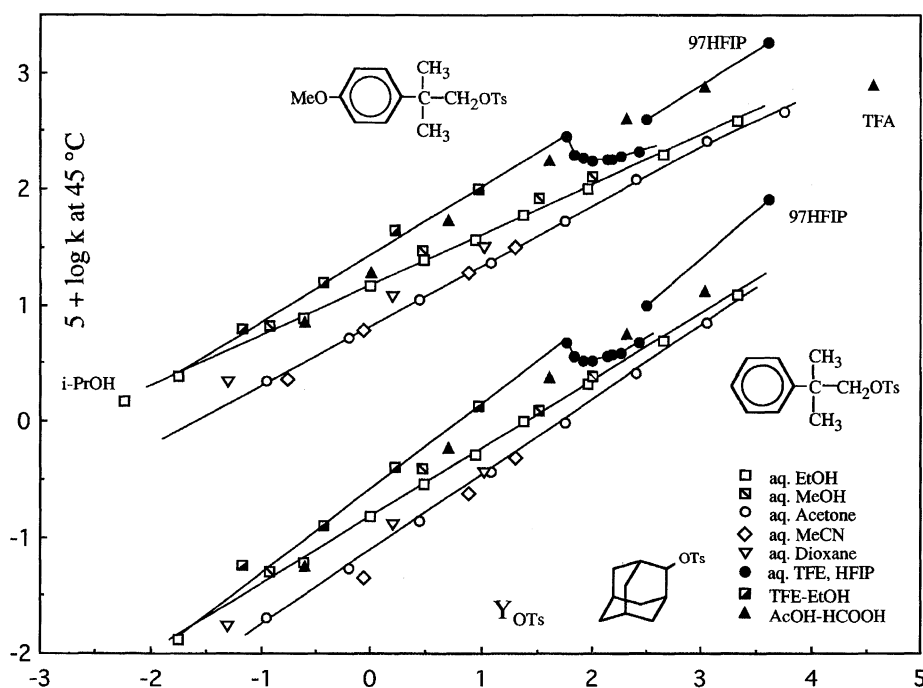 3
2
1
0
-1
-2
5 + log k at 45 °C
MeO
CH3
C
CH2OTs
CH3
97HFIP
TFA
i-PrOH
97HFIP
CH3
C
CH2OTs
CH3
aq. EtOH
aq. MeOH
aq. Acetone
aq. MeCN
aq. Dioxane
aq. TFE, HFIP
TFE-EtOH
AcOH-HCOOH
OTs
YOTs
-3 -2 -1 0 1 2 3 4 5